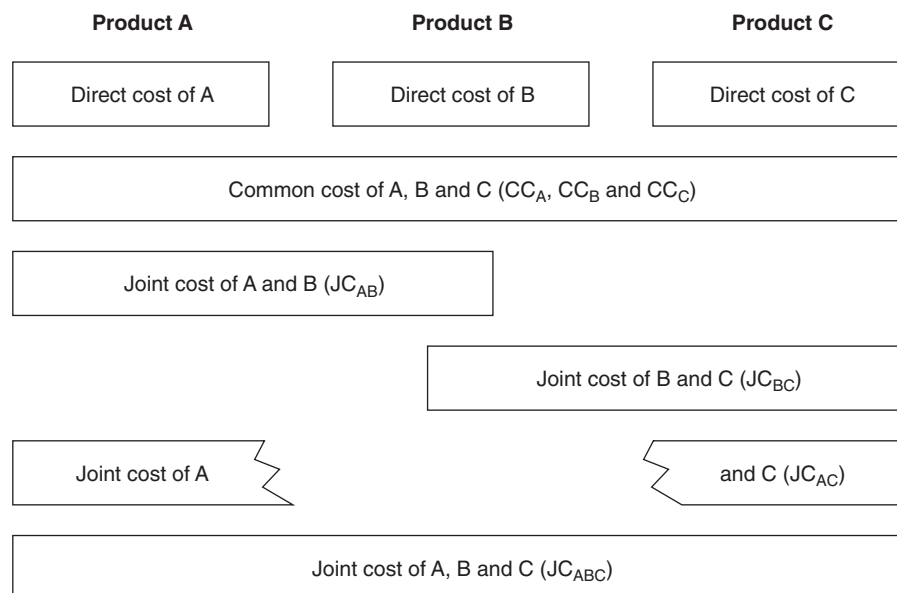 Product A Product B Product C
Direct cost of A Direct cost of B Direct cost of C
Common cost of A, B and C (CC_A, CC_B and CC_C)
Joint cost of A and B (JC_AB)
Joint cost of B and C (JC_BC)
Joint cost of A and C (JC_AC)
Joint cost of A, B and C (JC_ABC)